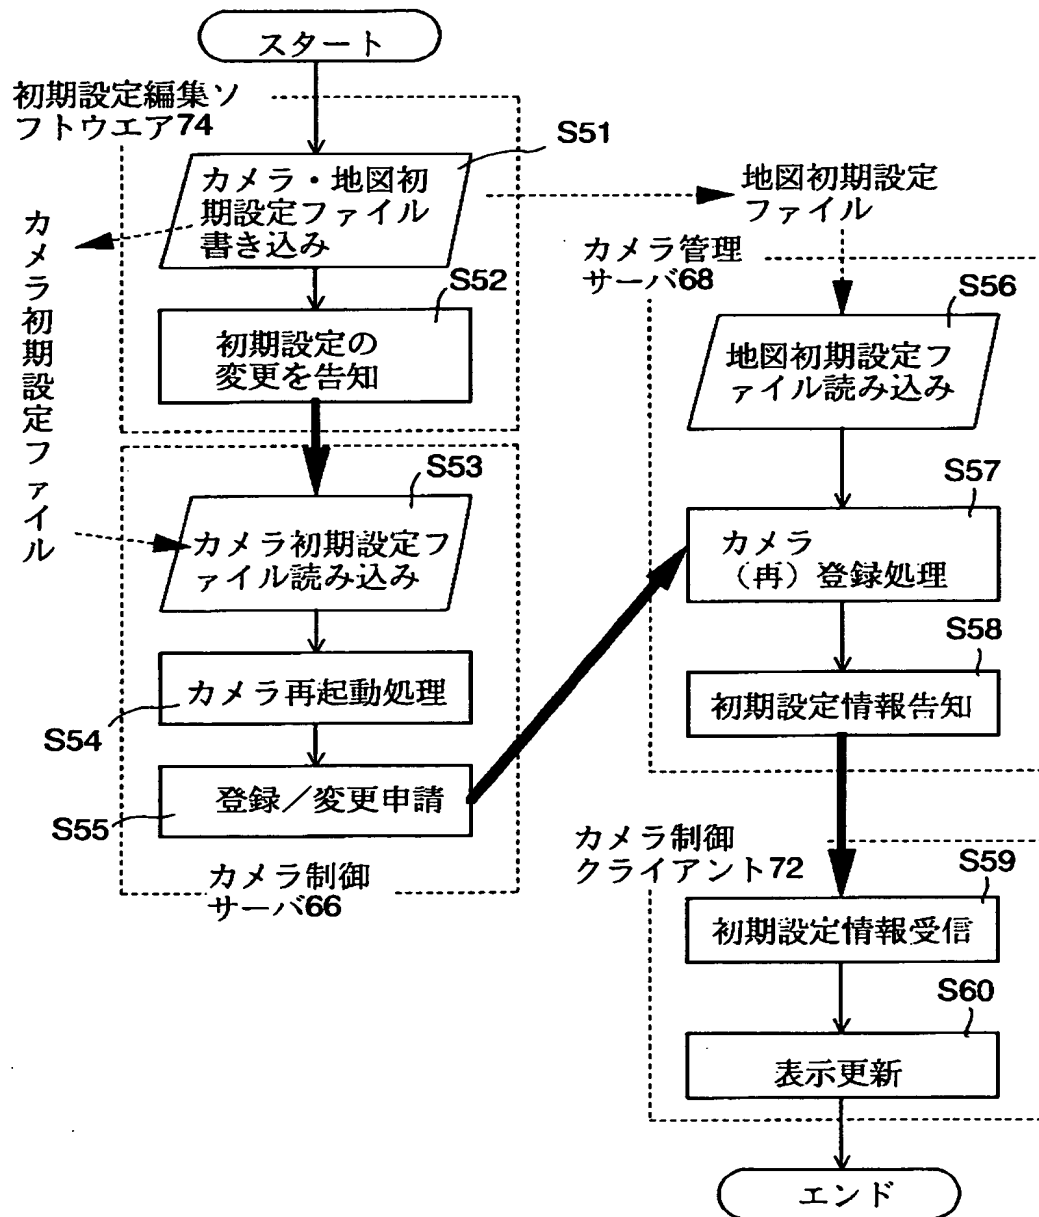 スタート
初期設定編集ソ
フトウエア74
S51
カメラ・地図初
期設定ファイル
書き込み
地図初期設定
ファイル
カメラ初期設定ファイル
S52
初期設定の
変更を告知
カメラ管理
サーバ68
S56
地図初期設定フ
ァイル読み込み
S53
カメラ初期設定フ
ァイル読み込み
S57
カメラ
（再）登録処理
S54
カメラ再起動処理
S58
初期設定情報告知
S55
登録／変更申請
カメラ制御
サーバ66
カメラ制御
クライアント72
S59
初期設定情報受信
S60
表示更新
エンド